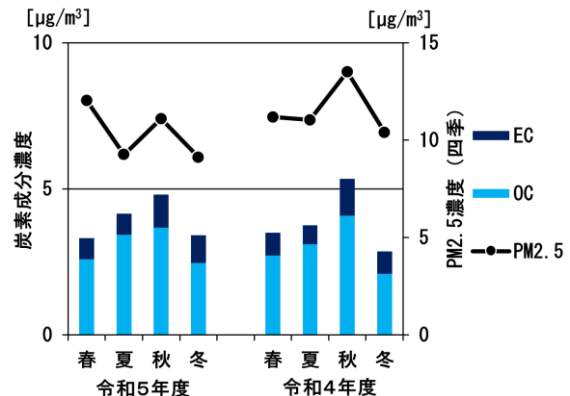 [μg/m³]
[μg/m³]
10
5
0
炭素成分濃度
15
10
5
0
PM2.5濃度(四季)
EC
OC
PM2.5
春 夏 秋 冬 春 夏 秋 冬
令和5年度 令和4年度